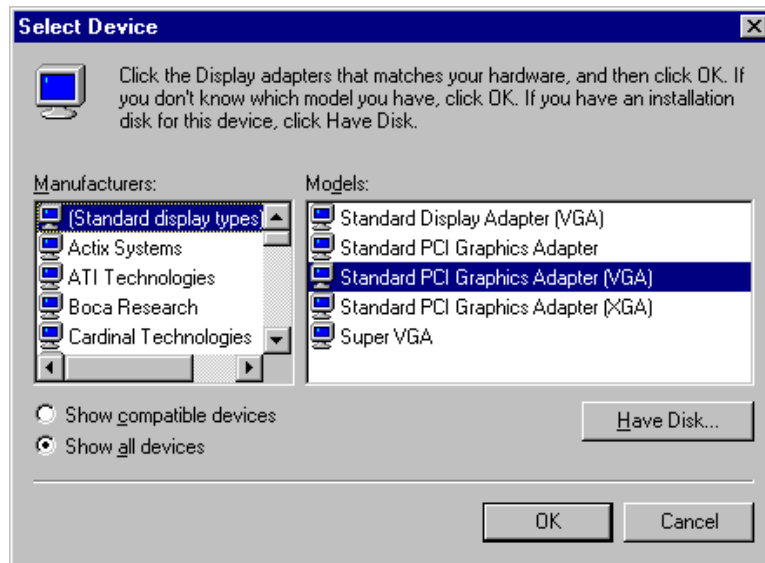 Select Device
Click the Display adapters that matches your hardware, and then click OK. If
you don't know which model you have, click OK. If you have an installation
disk for this device, click Have Disk.
Manufacturers:
(Standard display types)
Actix Systems
ATI Technologies
Boca Research
Cardinal Technologies
Models:
Standard Display Adapter (VGA)
Standard PCI Graphics Adapter
Standard PCI Graphics Adapter (VGA)
Standard PCI Graphics Adapter (XGA)
Super VGA
Show compatible devices
Show all devices
Have Disk...
OK
Cancel